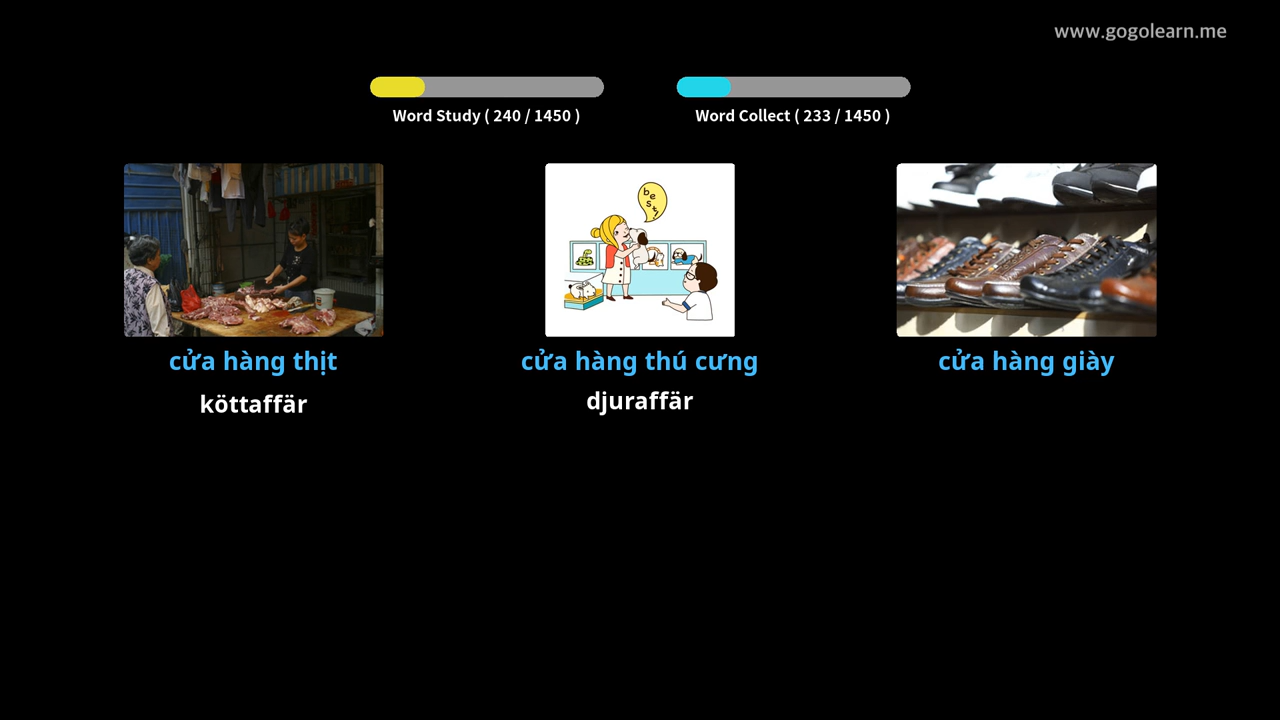 www.gogolearn.me
Word Study ( 240 / 1450 )
Word Collect ( 233 / 1450 )
best
cửa hàng thịt
cửa hàng thú cưng
cửa hàng giày
köttaffär
djuraffär